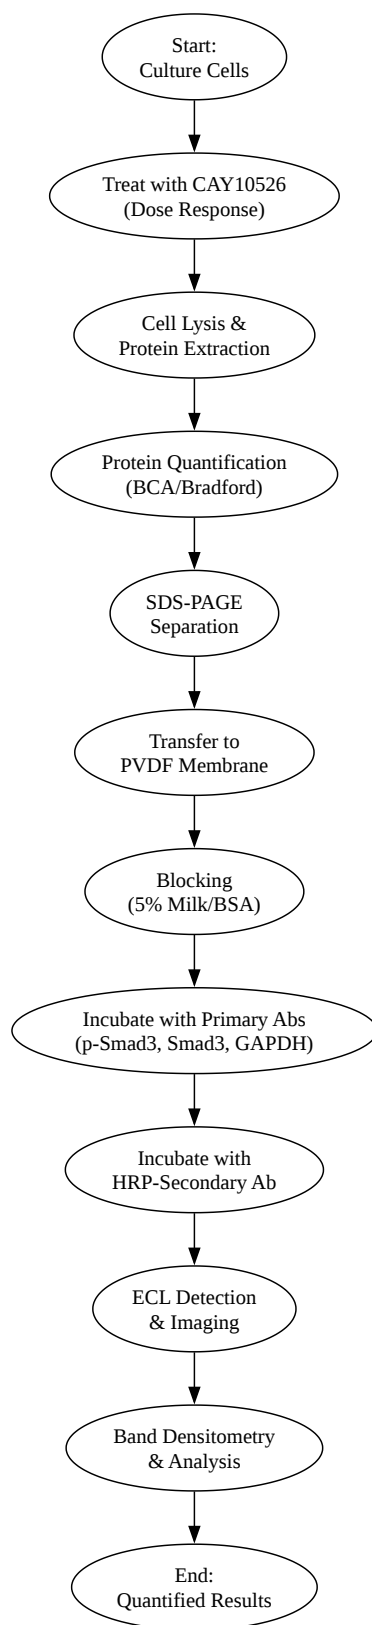 Start:
Culture Cells
Treat with CAY10526
(Dose Response)
Cell Lysis &
Protein Extraction
Protein Quantification
(BCA/Bradford)
SDS-PAGE
Separation
Transfer to
PVDF Membrane
Blocking
(5% Milk/BSA)
Incubate with Primary Abs
(p-Smad3, Smad3, GAPDH)
Incubate with
HRP-Secondary Ab
ECL Detection
& Imaging
Band Densitometry
& Analysis
End:
Quantified Results